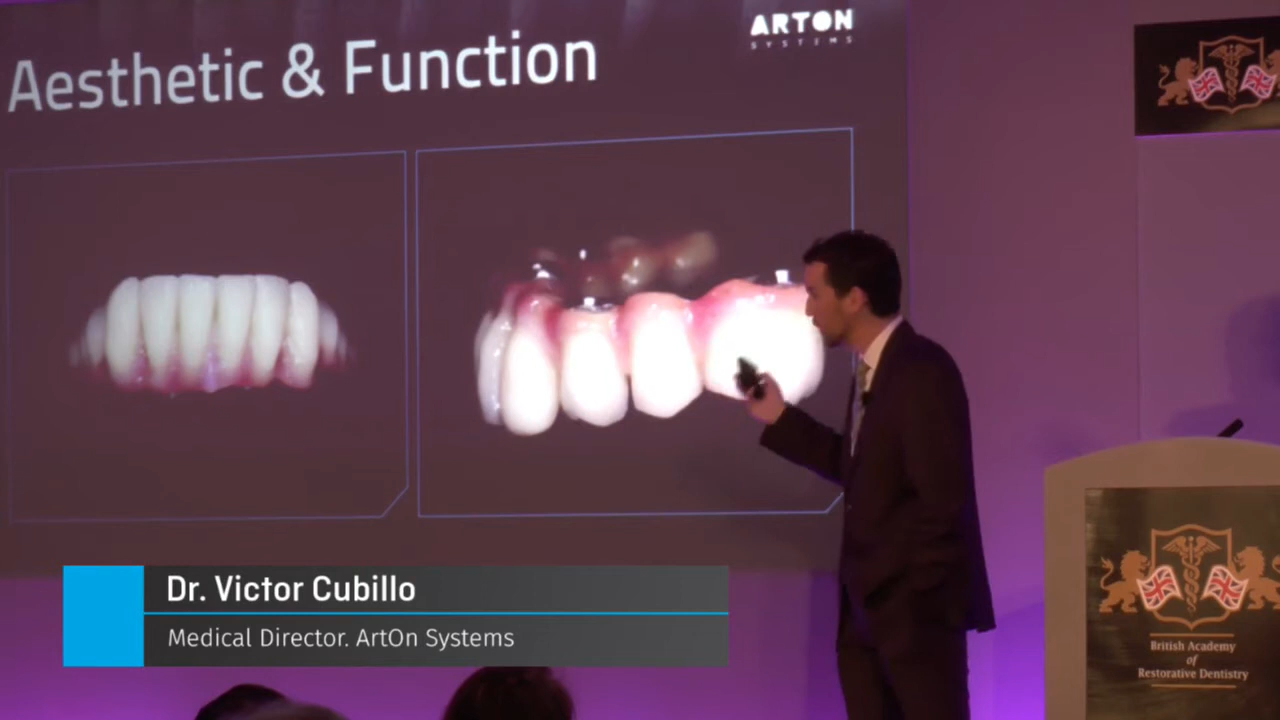 ARTON
SYSTEMS
Aesthetic & Function
Dr. Victor Cubillo
Medical Director. ArtOn Systems
British Academy
of
Restorative Dentistry